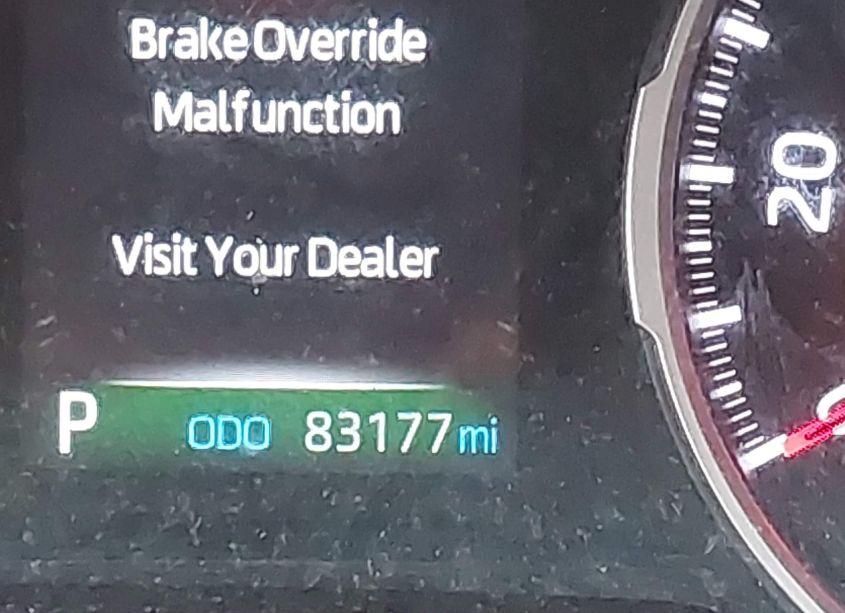 Brake Override
Malfunction
Visit Your Dealer
P ODO 83177 mi
20